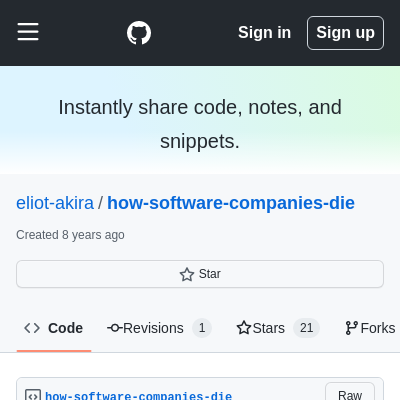 Sign in Sign up
Instantly share code, notes, and
snippets.
eliot-akira / how-software-companies-die
Created 8 years ago
Star
Code Revisions 1 Stars 21 Forks
how-software-companies-die Raw